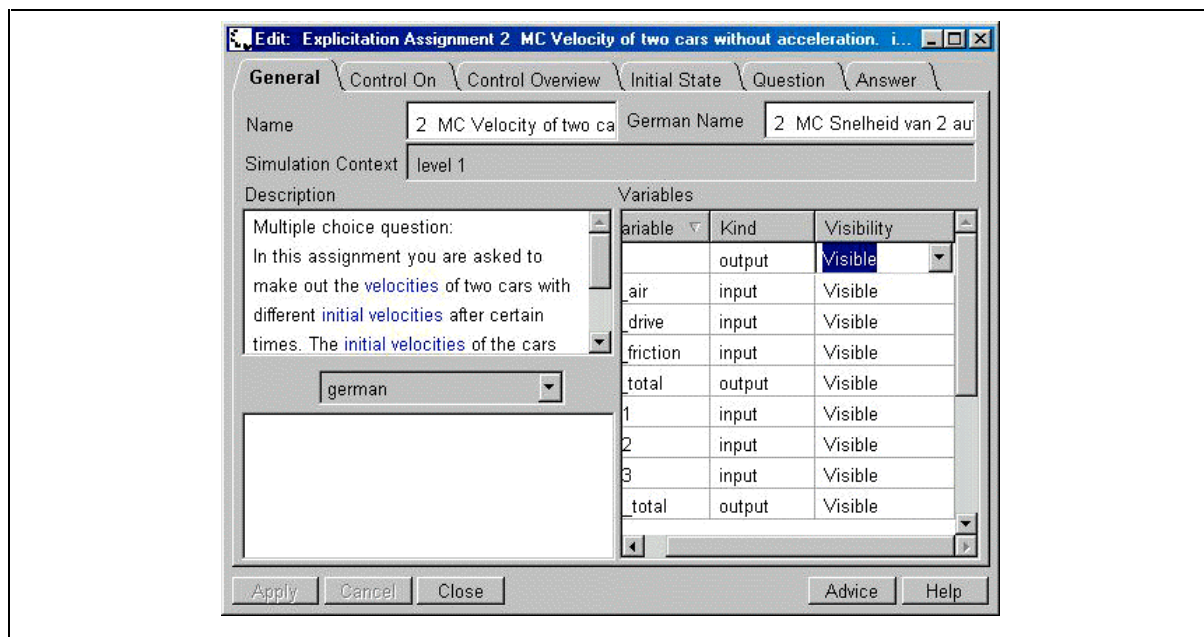 Edit: Explicitation Assignment 2 MC Velocity of two cars without acceleration. i...
General Control On Control Overview Initial State Question Answer
Name 2 MC Velocity of two ca German Name 2 MC Snelheid van 2 au
Simulation Context level 1
Description
Multiple choice question:
In this assignment you are asked to
make out the velocities of two cars with
different initial velocities after certain
times. The initial velocities of the cars
german
Variables
ariable Kind Visibility
output Visible
_air input Visible
_drive input Visible
_friction input Visible
_total output Visible
1 input Visible
2 input Visible
3 input Visible
_total output Visible
Apply Cancel Close Advice Help